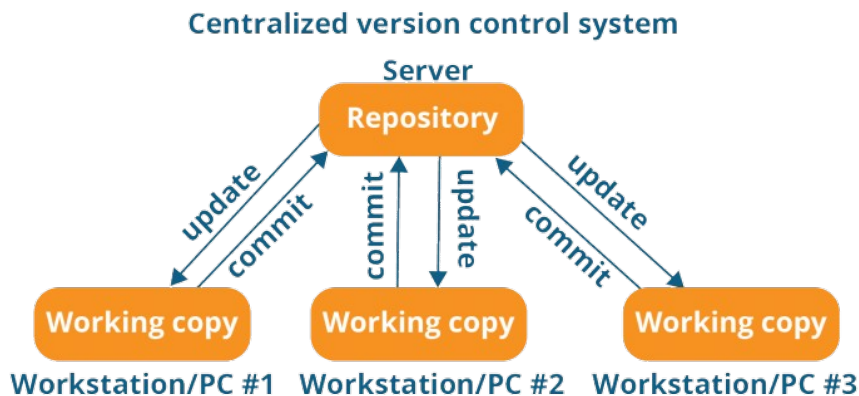 Centralized version control system
Server
Repository
update
commit
commit
update
update
commit
Working copy
Working copy
Working copy
Workstation/PC #1
Workstation/PC #2
Workstation/PC #3